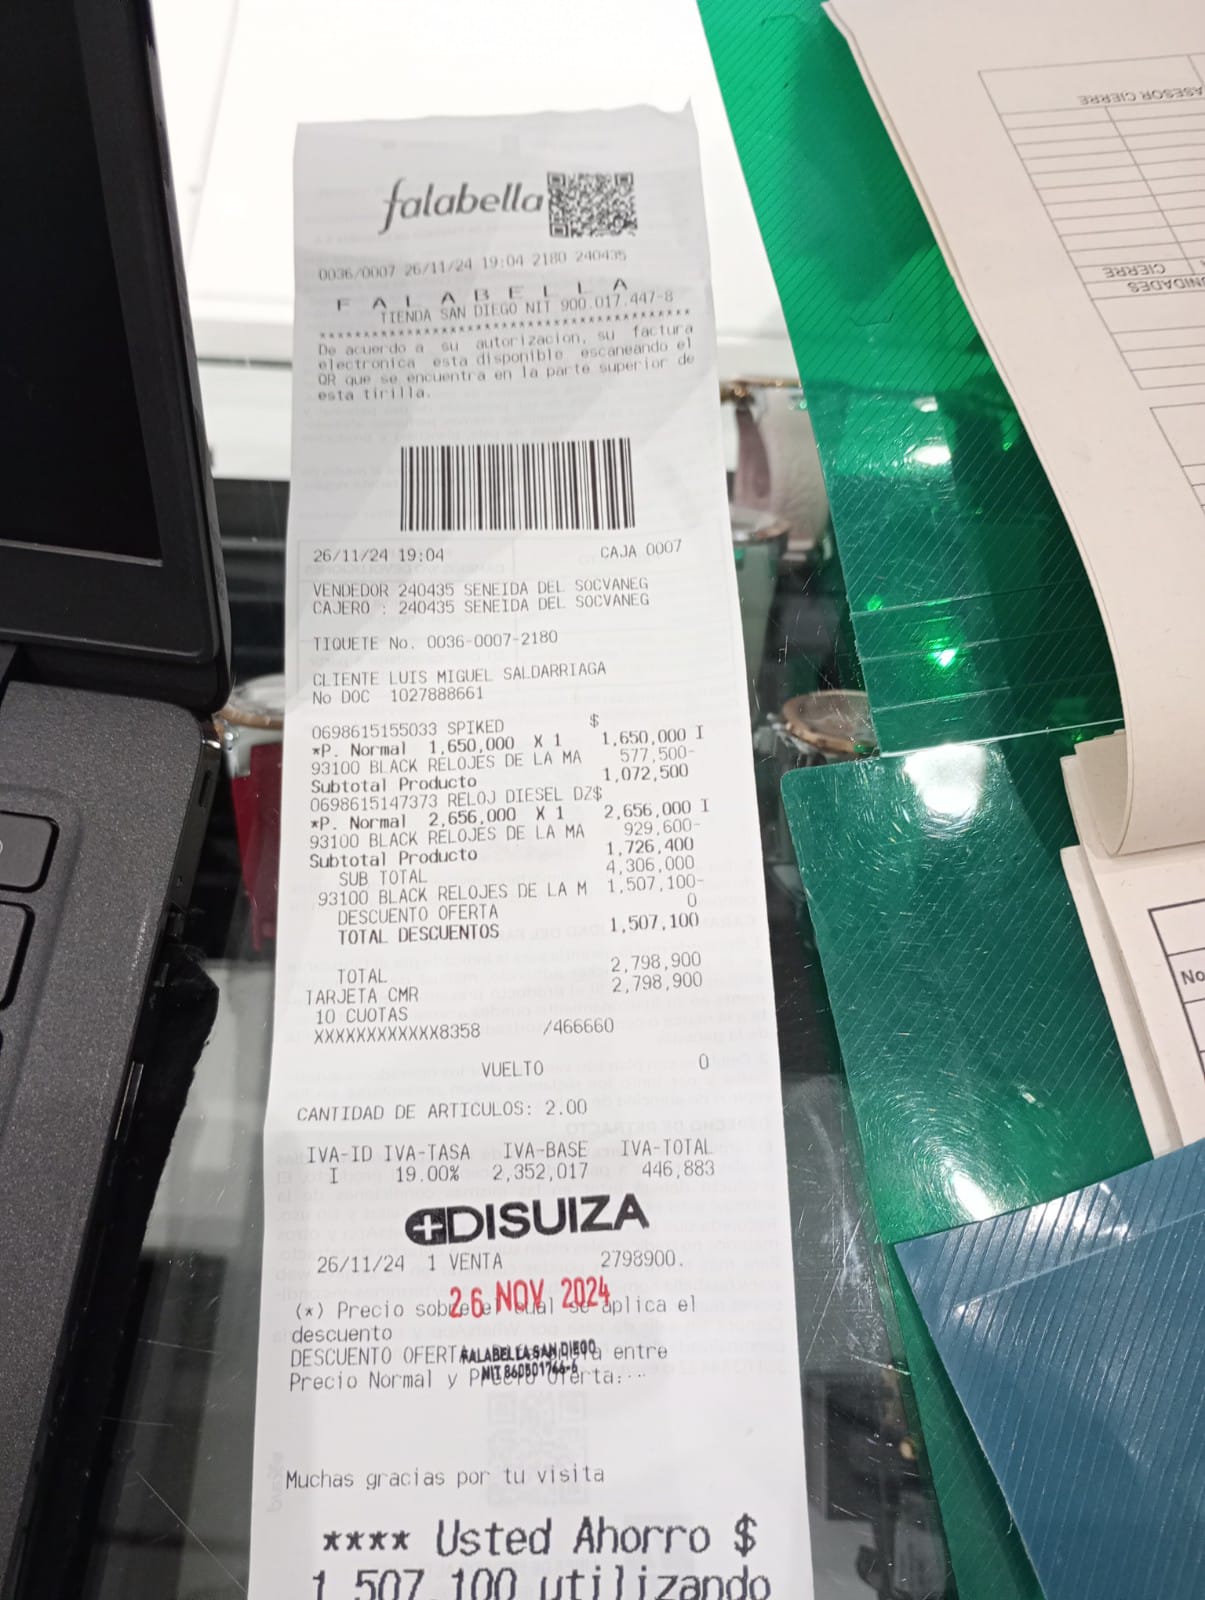 falabella
0036/0007 26/11/24 19:04 2180 240435
F A L A B E L L A
TIENDA SAN DIEGO NIT 900.017.447-8
De acuerdo a su autorizacion, su factura
electronica esta disponible escaneando el
QR que se encuentra en la parte superior de
esta tirilla.
26/11/24 19:04 CAJA 0007
VENDEDOR 240435 SENEIDA DEL SOCVANEG
CAJERO : 240435 SENEIDA DEL SOCVANEG
TIQUETE No. 0036-0007-2180
CLIENTE LUIS MIGUEL SALDARRIAGA
No DOC 1027888661
0698615155033 SPIKED $
*P. Normal 1,650,000 X 1 1,650,000 I
93100 BLACK RELOJES DE LA MA 577,500-
Subtotal Producto 1,072,500
0698615147373 RELOJ DIESEL DZ$
*P. Normal 2,656,000 X 1 2,656,000 I
93100 BLACK RELOJES DE LA MA 929,600-
Subtotal Producto 1,726,400
SUB TOTAL 4,306,000
93100 BLACK RELOJES DE LA M 1,507,100-
DESCUENTO OFERTA 0
TOTAL DESCUENTOS 1,507,100
TOTAL 2,798,900
TARJETA CMR 2,798,900
10 CUOTAS
XXXXXXXXXXXX8358 /466660
VUELTO 0
CANTIDAD DE ARTICULOS: 2.00
IVA-ID IVA-TASA IVA-BASE IVA-TOTAL
I 19.00% 2,352,017 446,883
DISUIZA
26/11/24 1 VENTA 2798900.
26 NOV 2024
(*) Precio sobre el cual se aplica el
descuento
DESCUENTO OFERTA entre
FALABELLA SAN DIEGO
NIT 860501766-6
Precio Normal y Precio Oferta...
Muchas gracias por tu visita
**** Usted Ahorro $
1,507,100 utilizando
ASESOR CIERRE
CIERRE
No